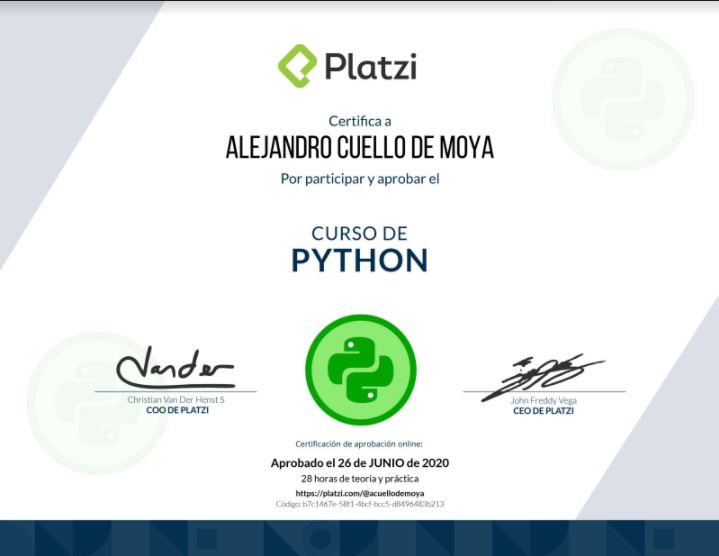 Platzi
Certifica a
ALEJANDRO CUELLO DE MOYA
Por participar y aprobar el
CURSO DE
PYTHON
Vander
Christian Van Der Henst S
COO DE PLATZI
John Freddy Vega
CEO DE PLATZI
Certificación de aprobación online:
Aprobado el 26 de JUNIO de 2020
28 horas de teoría y práctica
https://platzi.com/@acuellodemoya
Código: b7c1467e-58f1-4bcf-bcc5-d8496483b213